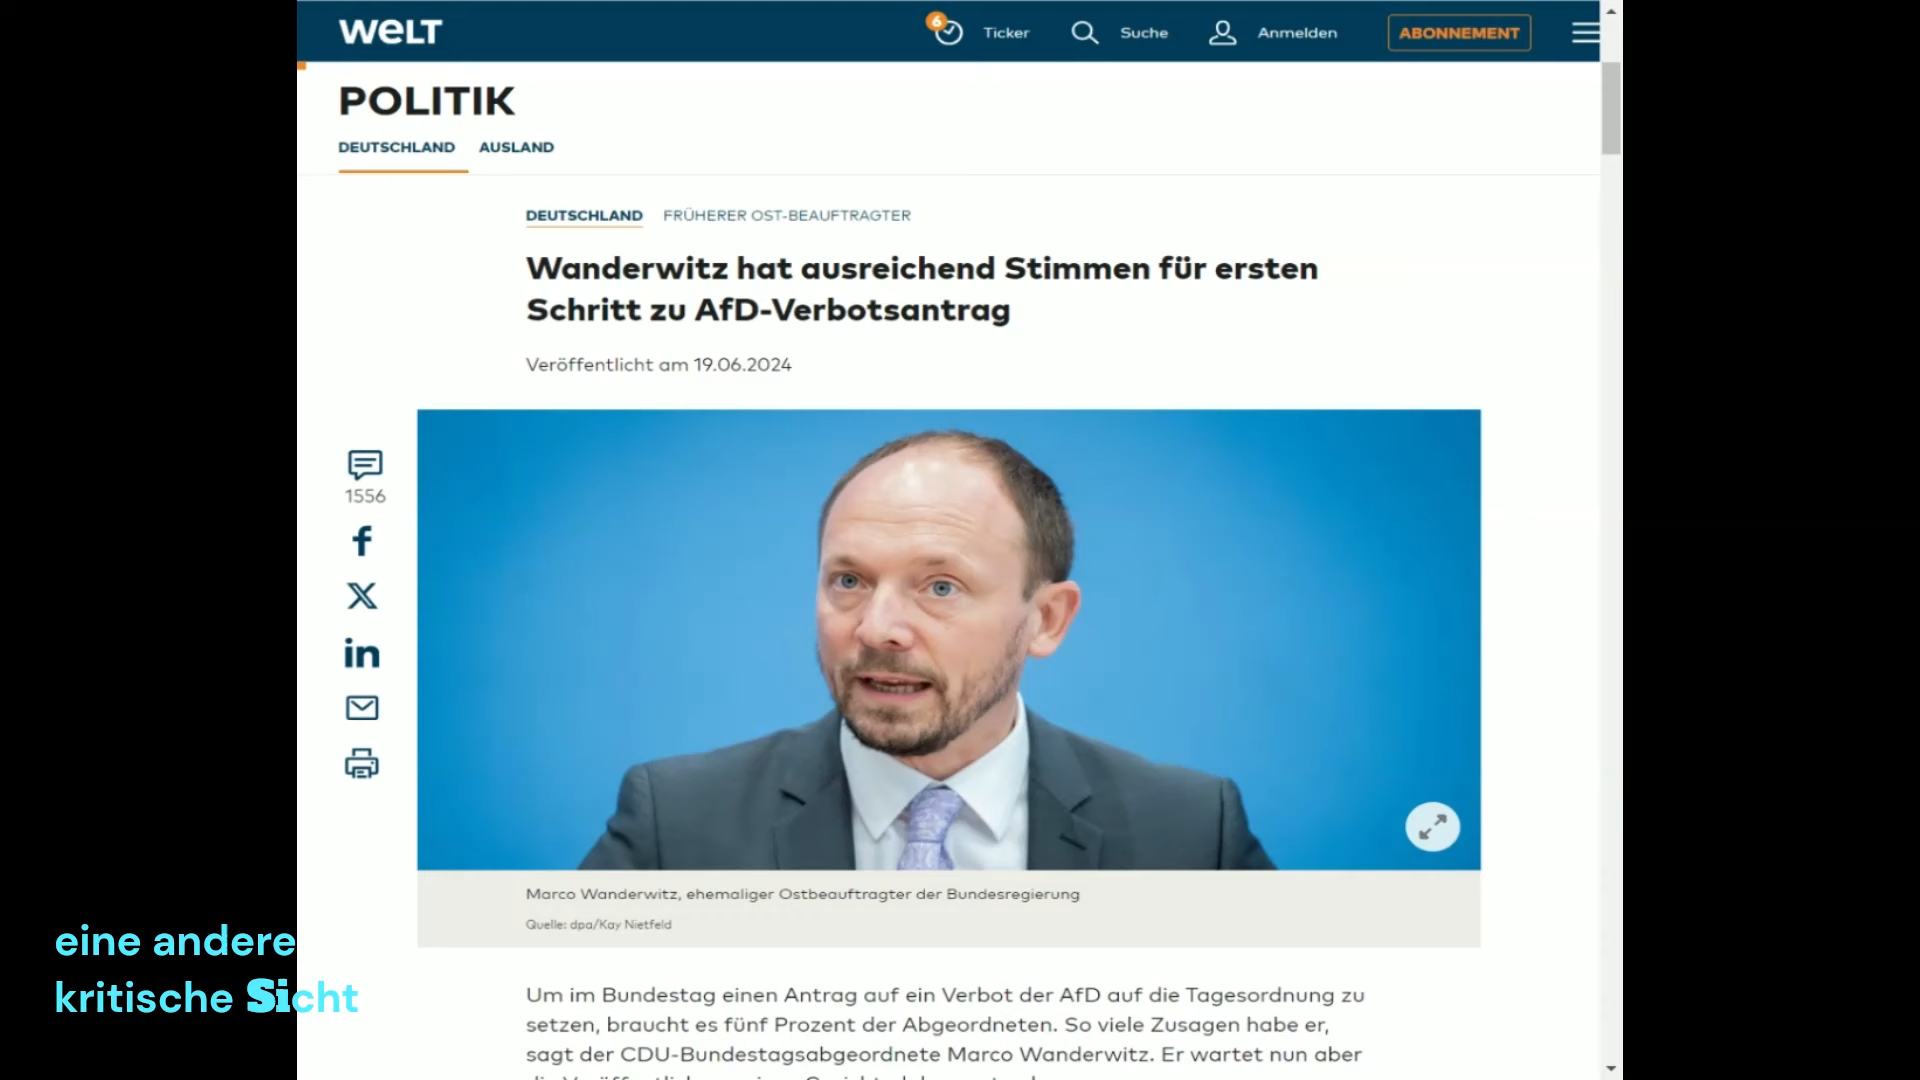 WELT
6
Ticker
Suche
Anmelden
ABONNEMENT
POLITIK
DEUTSCHLAND
AUSLAND
DEUTSCHLAND
FRÜHERER OST-BEAUFTRAGTER
Wanderwitz hat ausreichend Stimmen für ersten
Schritt zu AfD-Verbotsantrag
Veröffentlicht am 19.06.2024
1556
Marco Wanderwitz, ehemaliger Ostbeauftragter der Bundesregierung
Quelle: dpa/Kay Nietfeld
eine andere
kritische Sicht
Um im Bundestag einen Antrag auf ein Verbot der AfD auf die Tagesordnung zu
setzen, braucht es fünf Prozent der Abgeordneten. So viele Zusagen habe er,
sagt der CDU-Bundestagsabgeordnete Marco Wanderwitz. Er wartet nun aber